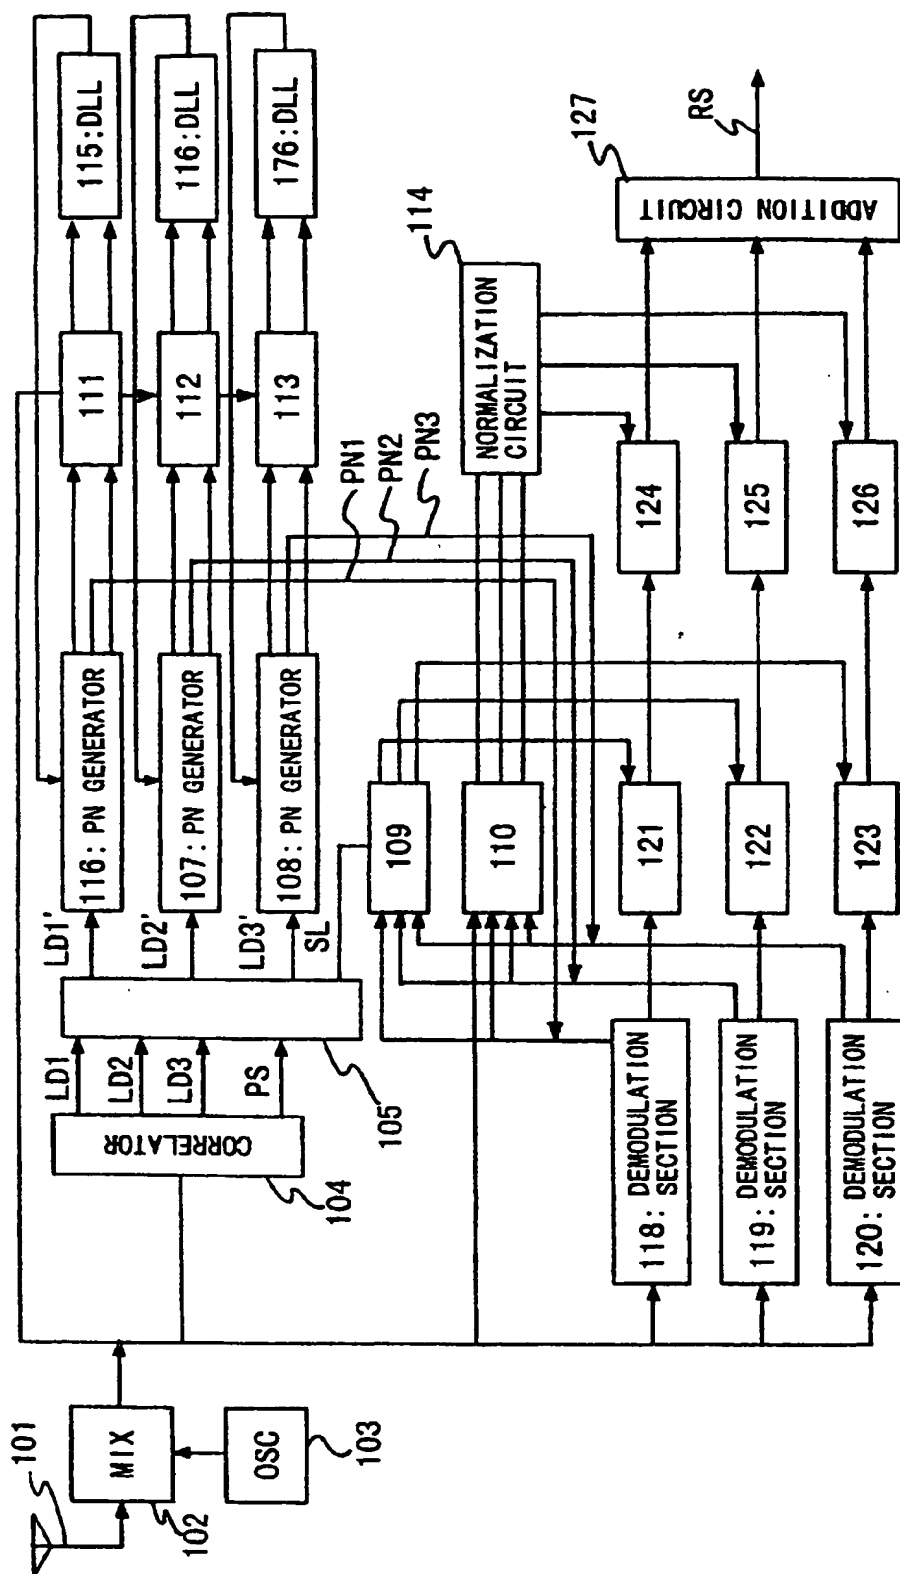 101
MIX
102
OSC
103
CORRELATOR
104
LD1
LD2
LD3
PS
105
LD1'
LD2'
LD3'
SL
116: PN GENERATOR
107: PN GENERATOR
108: PN GENERATOR
111
112
113
115:DLL
116:DLL
176:DLL
PN1
PN2
PN3
109
110
NORMALIZATION
CIRCUIT
114
118: DEMODULATION
SECTION
119: DEMODULATION
SECTION
120: DEMODULATION
SECTION
121
122
123
124
125
126
ADDITION CIRCUIT
127
RS